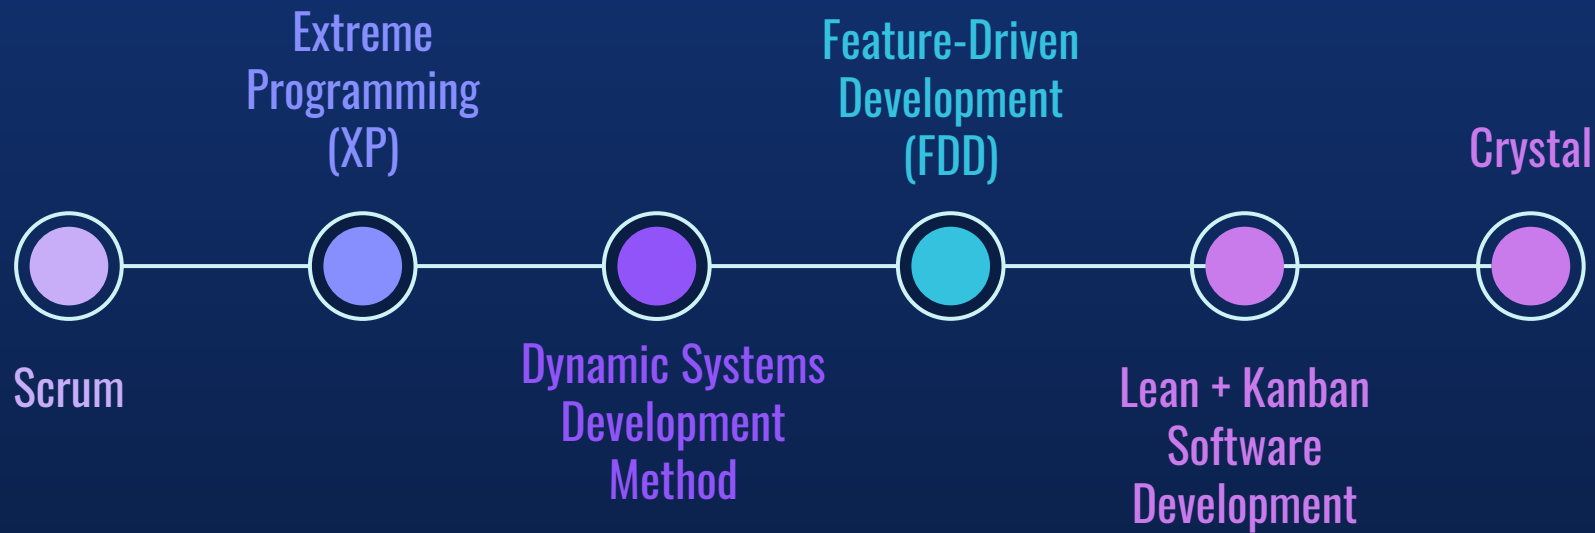 Scrum
Extreme
Programming
(XP)
Dynamic Systems
Development
Method
Feature-Driven
Development
(FDD)
Lean + Kanban
Software
Development
Crystal